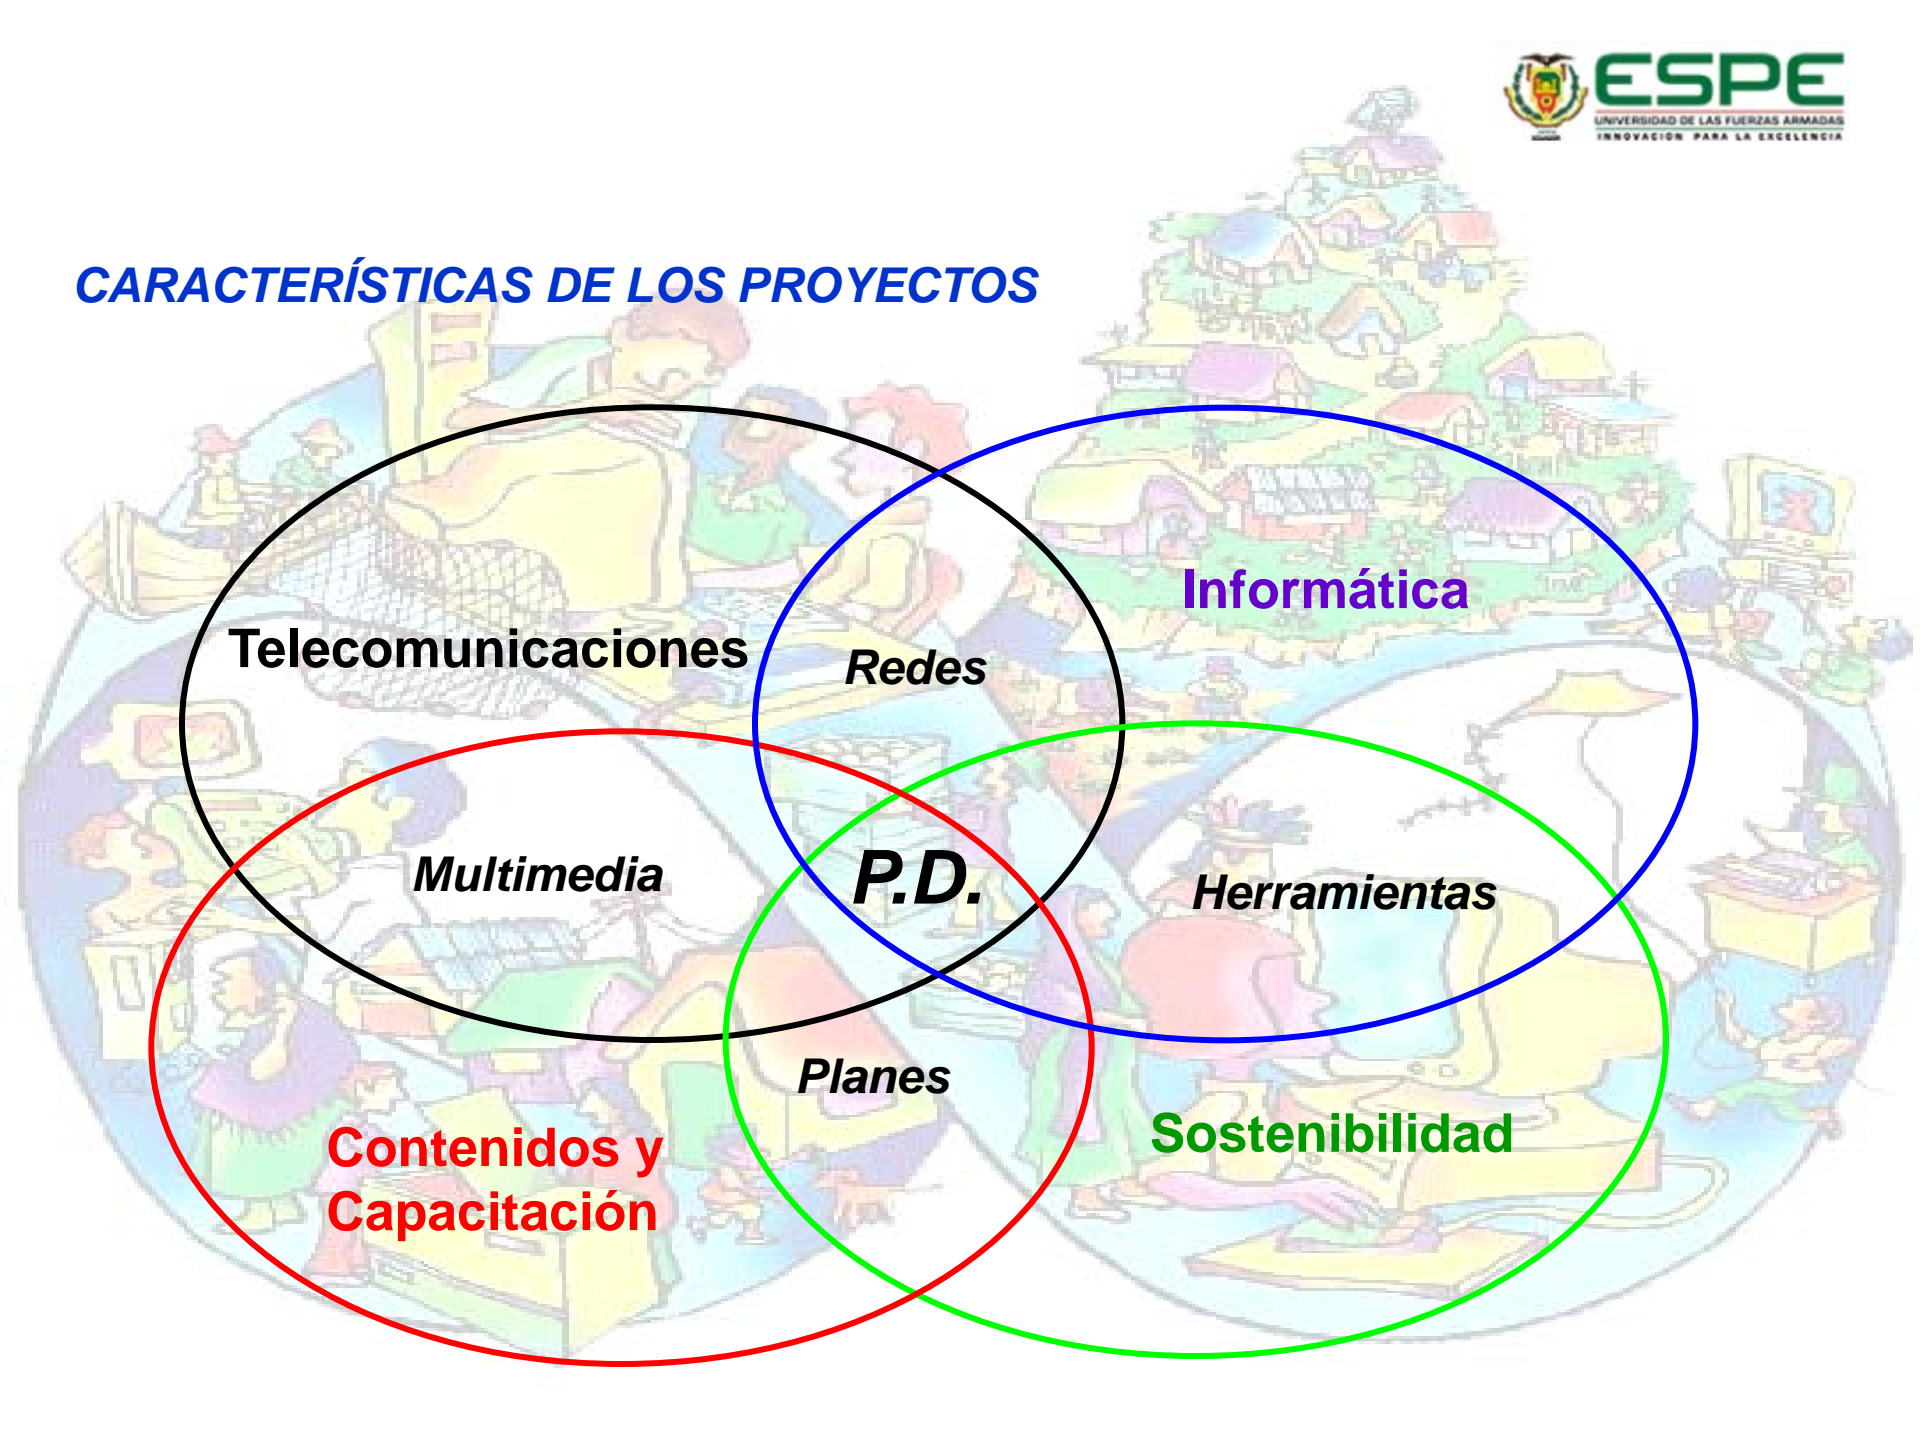 ESPE
UNIVERSIDAD DE LAS FUERZAS ARMADAS
INNOVACIÓN PARA LA EXCELENCIA
CARACTERÍSTICAS DE LOS PROYECTOS
Informática
Telecomunicaciones
Redes
Multimedia
P.D.
Herramientas
Planes
Contenidos y
Capacitación
Sostenibilidad